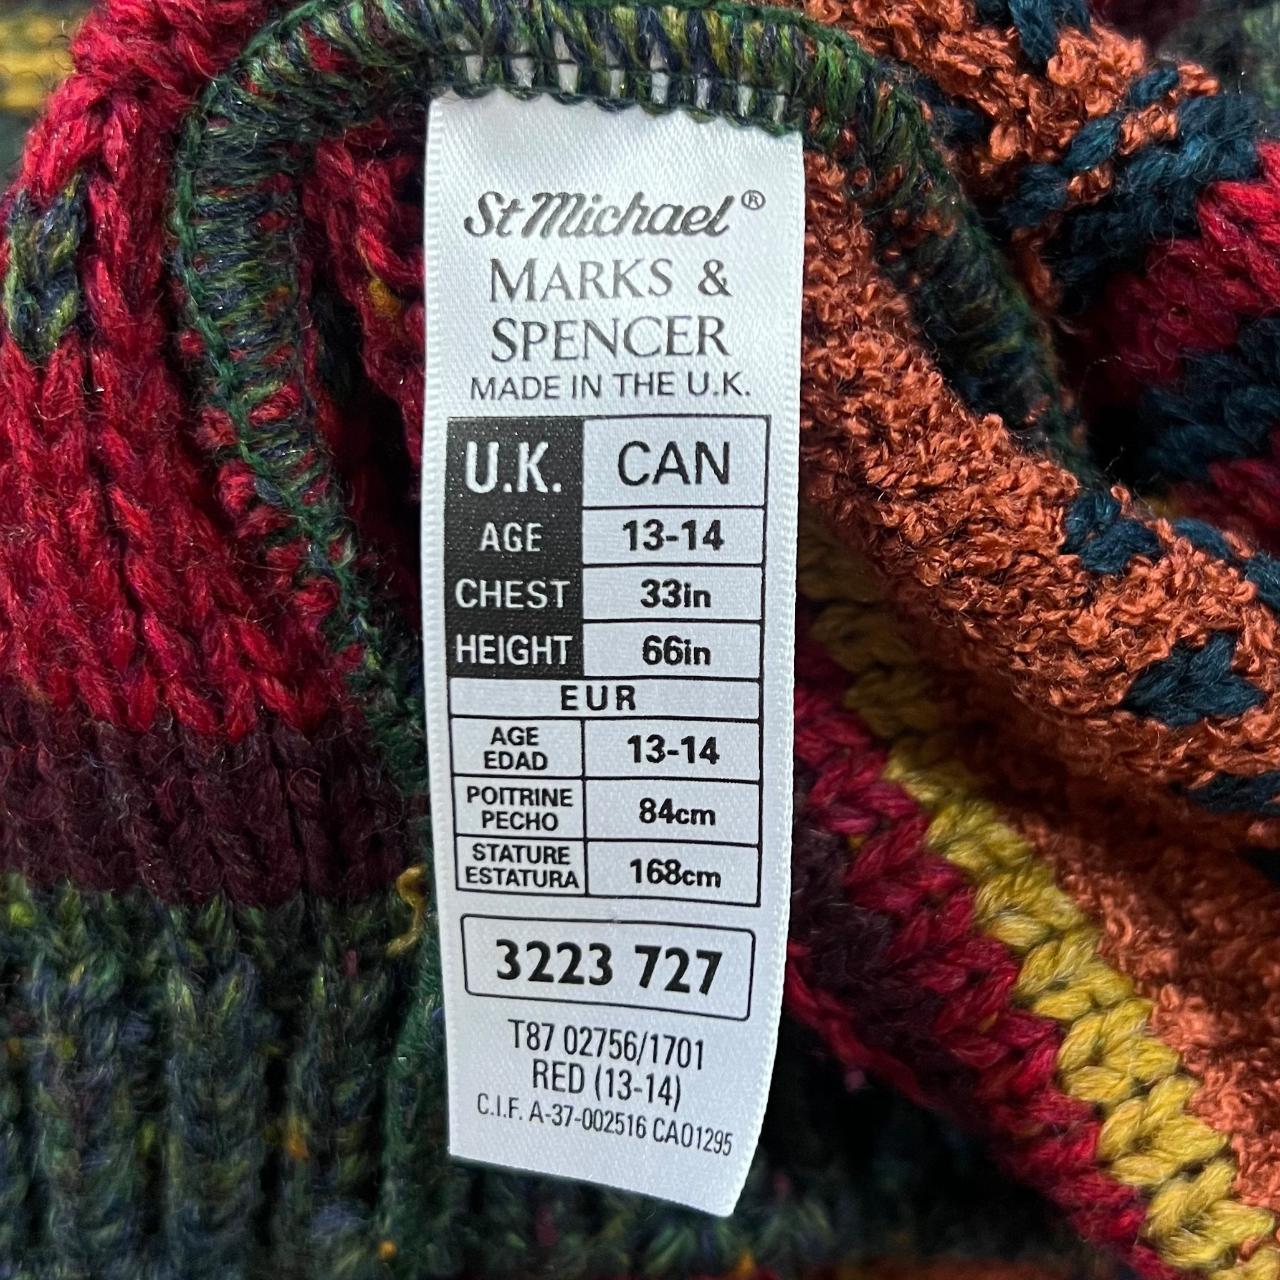 St Michael®
MARKS &
SPENCER
MADE IN THE U.K.
U.K. CAN
AGE 13-14
CHEST 33in
HEIGHT 66in
EUR
AGE
EDAD 13-14
POITRINE
PECHO 84cm
STATURE
ESTATURA 168cm
3223 727
T87 02756/1701
RED (13-14)
C.I.F. A-37-002516 CA01295